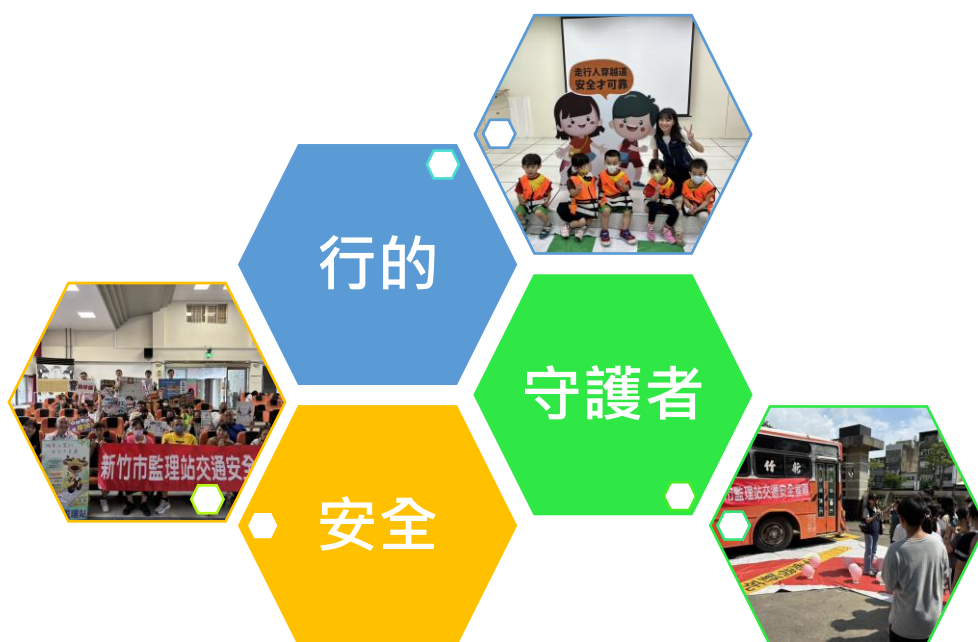 走行人穿越道
安全才可靠
行的
守護者
新竹市監理站交通安全
安全
竹
市監理站交通安全宣導